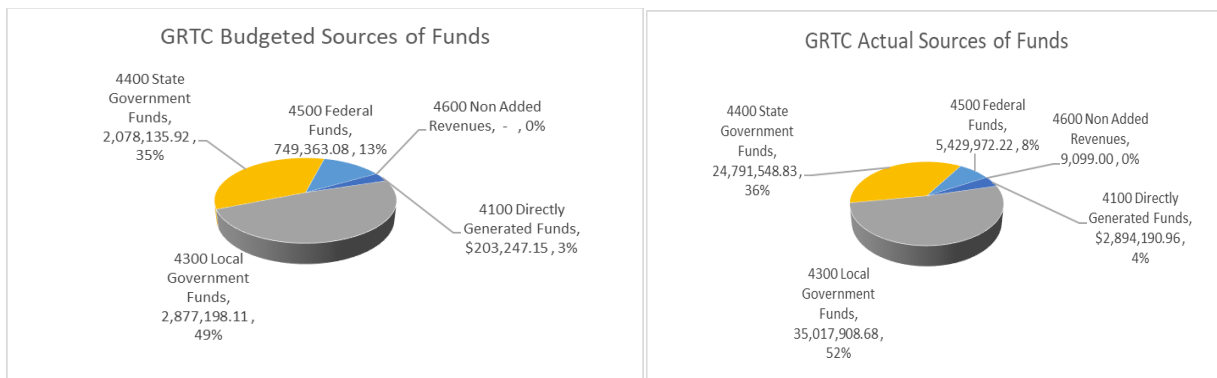 GRTC Budgeted Sources of Funds
4400 State
Government
Funds,
2,078,135.92 ,
35%
4500 Federal
Funds,
749,363.08 , 13%
4600 Non Added
Revenues, - , 0%
4100 Directly
Generated Funds,
$203,247.15 , 3%
4300 Local
Government
Funds,
2,877,198.11 ,
49%
GRTC Actual Sources of Funds
4400 State
Government
Funds,
24,791,548.83,
36%
4500 Federal
Funds,
5,429,972.22 , 8%
4600 Non Added
Revenues,
9,099.00 , 0%
4100 Directly
Generated Funds,
$2,894,190.96 ,
4%
4300 Local
Government
Funds,
35,017,908.68 ,
52%